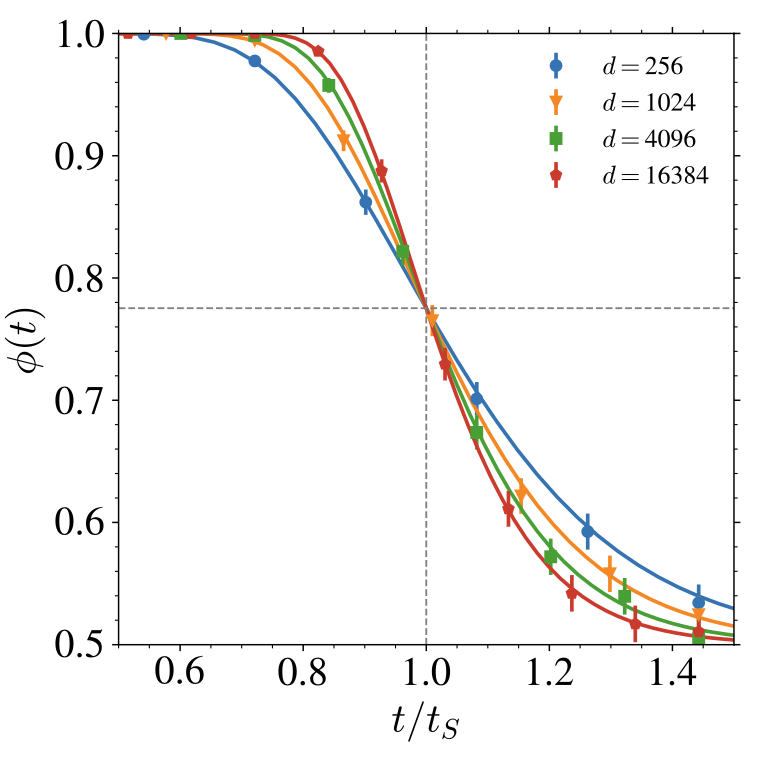 1.0
0.9
0.8
0.7
0.6
0.5
ϕ(t)
d = 256
d = 1024
d = 4096
d = 16384
0.6 0.8 1.0 1.2 1.4
t/t_S